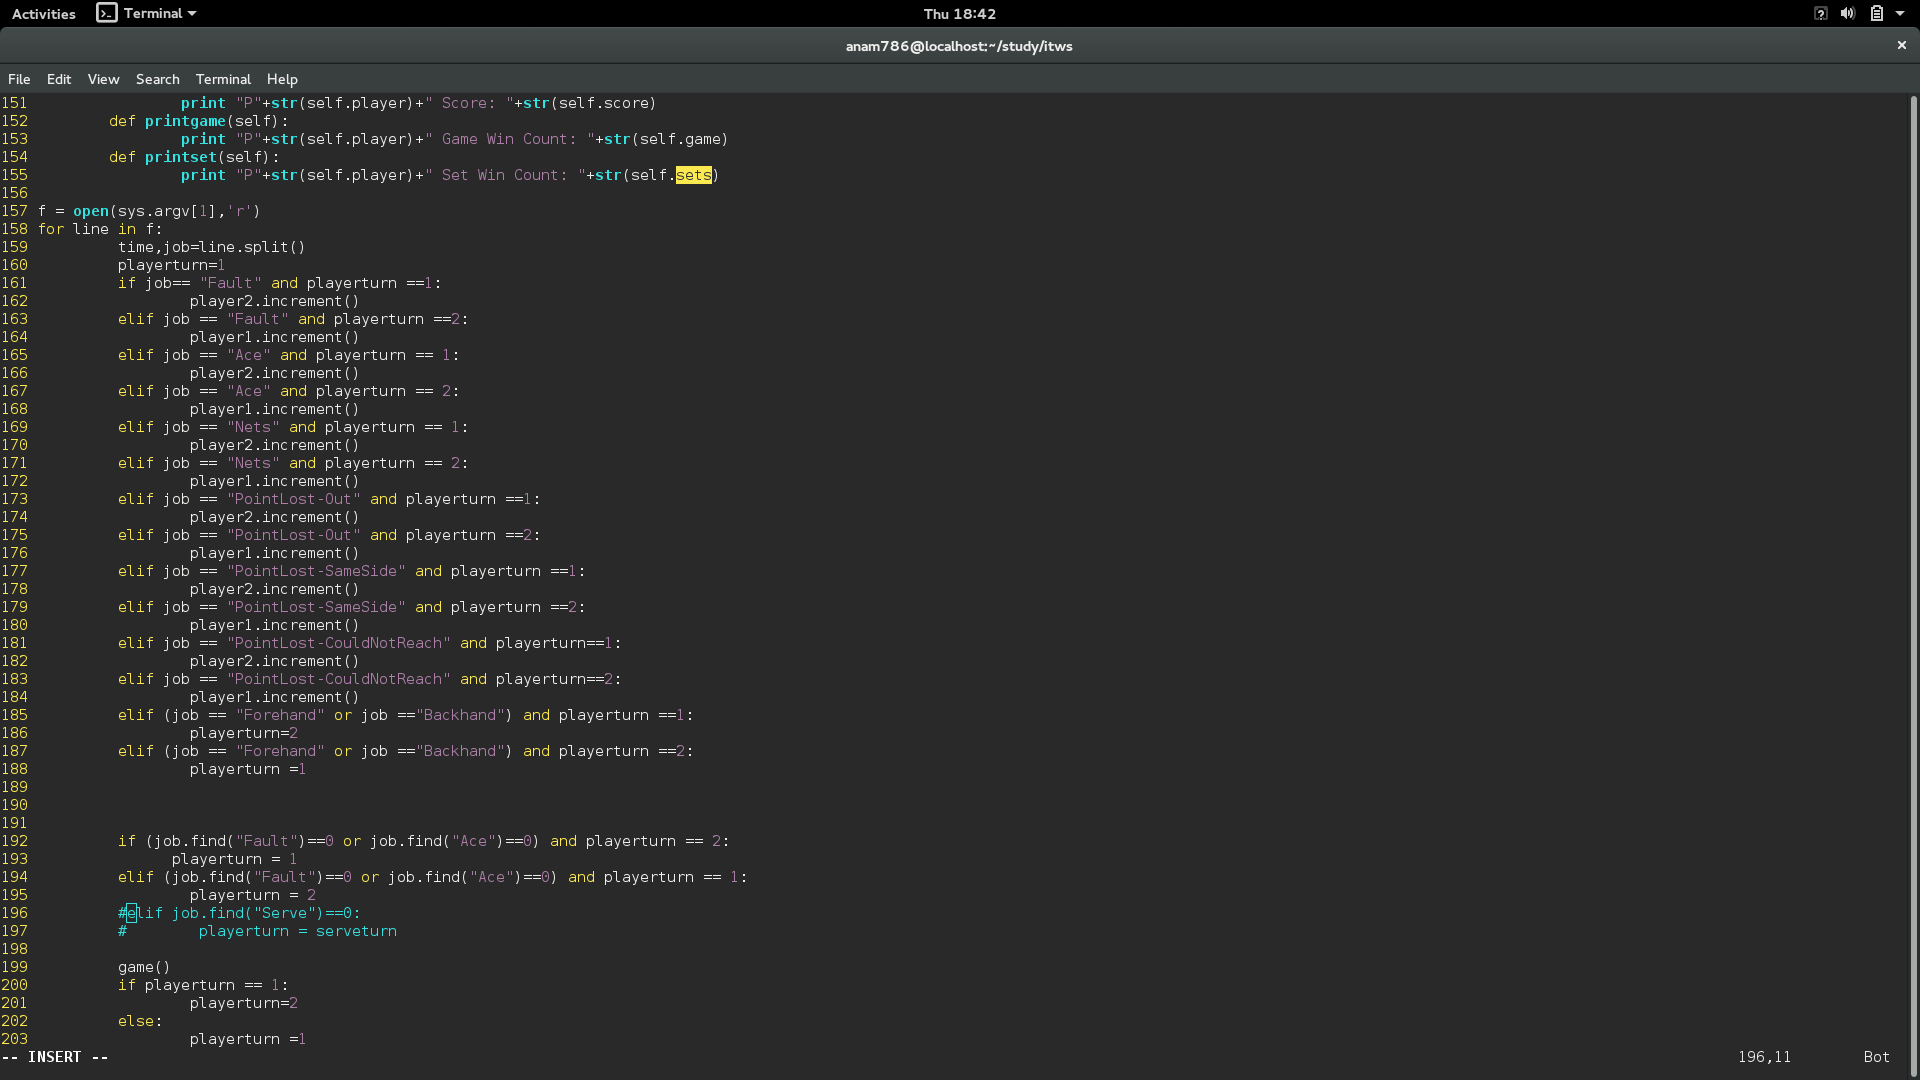 Activities Terminal Thu 18:42
anam786@localhost:~/study/itws
File Edit View Search Terminal Help
151                 print "P"+str(self.player)+" Score: "+str(self.score)
152         def printgame(self):
153                 print "P"+str(self.player)+" Game Win Count: "+str(self.game)
154         def printset(self):
155                 print "P"+str(self.player)+" Set Win Count: "+str(self.sets)
156
157 f = open(sys.argv[1],'r')
158 for line in f:
159          time,job=line.split()
160          playerturn=1
161          if job== "Fault" and playerturn ==1:
162                  player2.increment()
163          elif job == "Fault" and playerturn ==2:
164                  player1.increment()
165          elif job == "Ace" and playerturn == 1:
166                  player2.increment()
167          elif job == "Ace" and playerturn == 2:
168                  player1.increment()
169          elif job == "Nets" and playerturn == 1:
170                  player2.increment()
171          elif job == "Nets" and playerturn == 2:
172                  player1.increment()
173          elif job == "PointLost-Out" and playerturn ==1:
174                  player2.increment()
175          elif job == "PointLost-Out" and playerturn ==2:
176                  player1.increment()
177          elif job == "PointLost-SameSide" and playerturn ==1:
178                  player2.increment()
179          elif job == "PointLost-SameSide" and playerturn ==2:
180                  player1.increment()
181          elif job == "PointLost-CouldNotReach" and playerturn==1:
182                  player2.increment()
183          elif job == "PointLost-CouldNotReach" and playerturn==2:
184                  player1.increment()
185          elif (job == "Forehand" or job =="Backhand") and playerturn ==1:
186                  playerturn=2
187          elif (job == "Forehand" or job =="Backhand") and playerturn ==2:
188                  playerturn =1
189
190
191
192          if (job.find("Fault")==0 or job.find("Ace")==0) and playerturn == 2:
193                playerturn = 1
194          elif (job.find("Fault")==0 or job.find("Ace")==0) and playerturn == 1:
195                  playerturn = 2
196          #elif job.find("Serve")==0:
197          #        playerturn = serveturn
198
199          game()
200          if playerturn == 1:
201                  playerturn=2
202          else:
203                  playerturn =1
-- INSERT -- 196,11 Bot